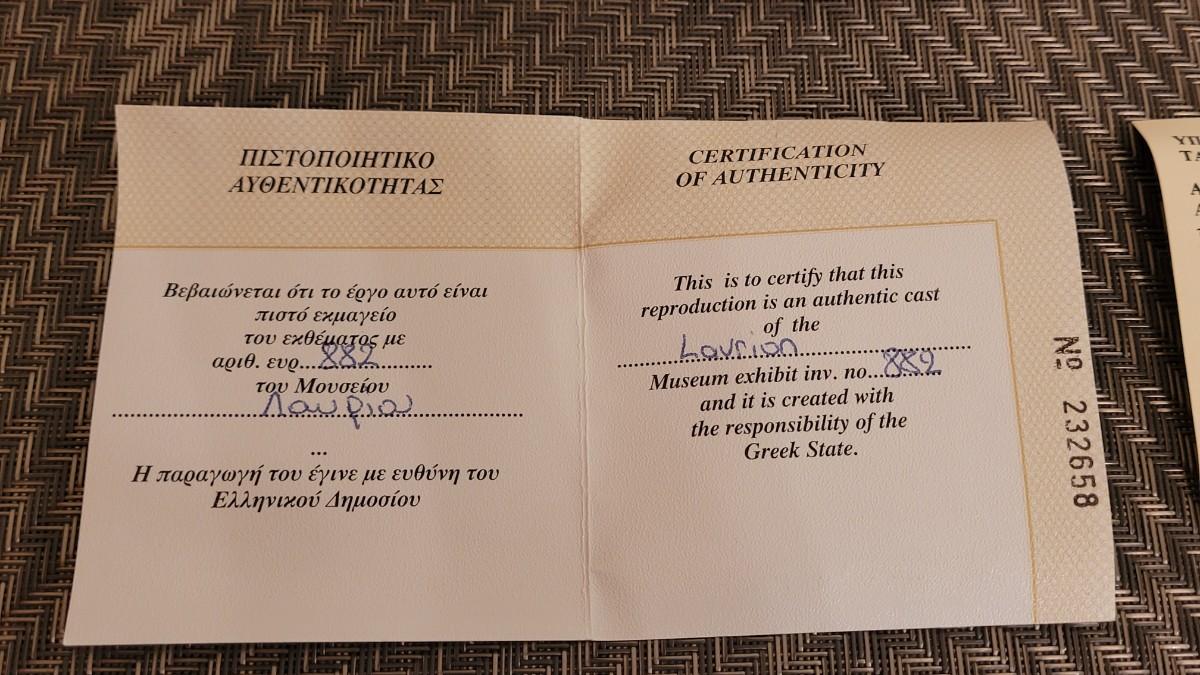 ΠΙΣΤΟΠΟΙΗΤΙΚΟ
ΑΥΘΕΝΤΙΚΟΤΗΤΑΣ
Βεβαιώνεται ότι το έργο αυτό είναι
πιστό εκμαγείο
του εκθέματος με
αριθ. ευρ...882..........
του Μουσείου
Λαυρίου
...
Η παραγωγή του έγινε με ευθύνη του
Ελληνικού Δημοσίου
CERTIFICATION
OF AUTHENTICITY
This is to certify that this
reproduction is an authentic cast
of the
Lavrion
Museum exhibit inv. no...882
and it is created with
the responsibility of the
Greek State.
Nº 232658